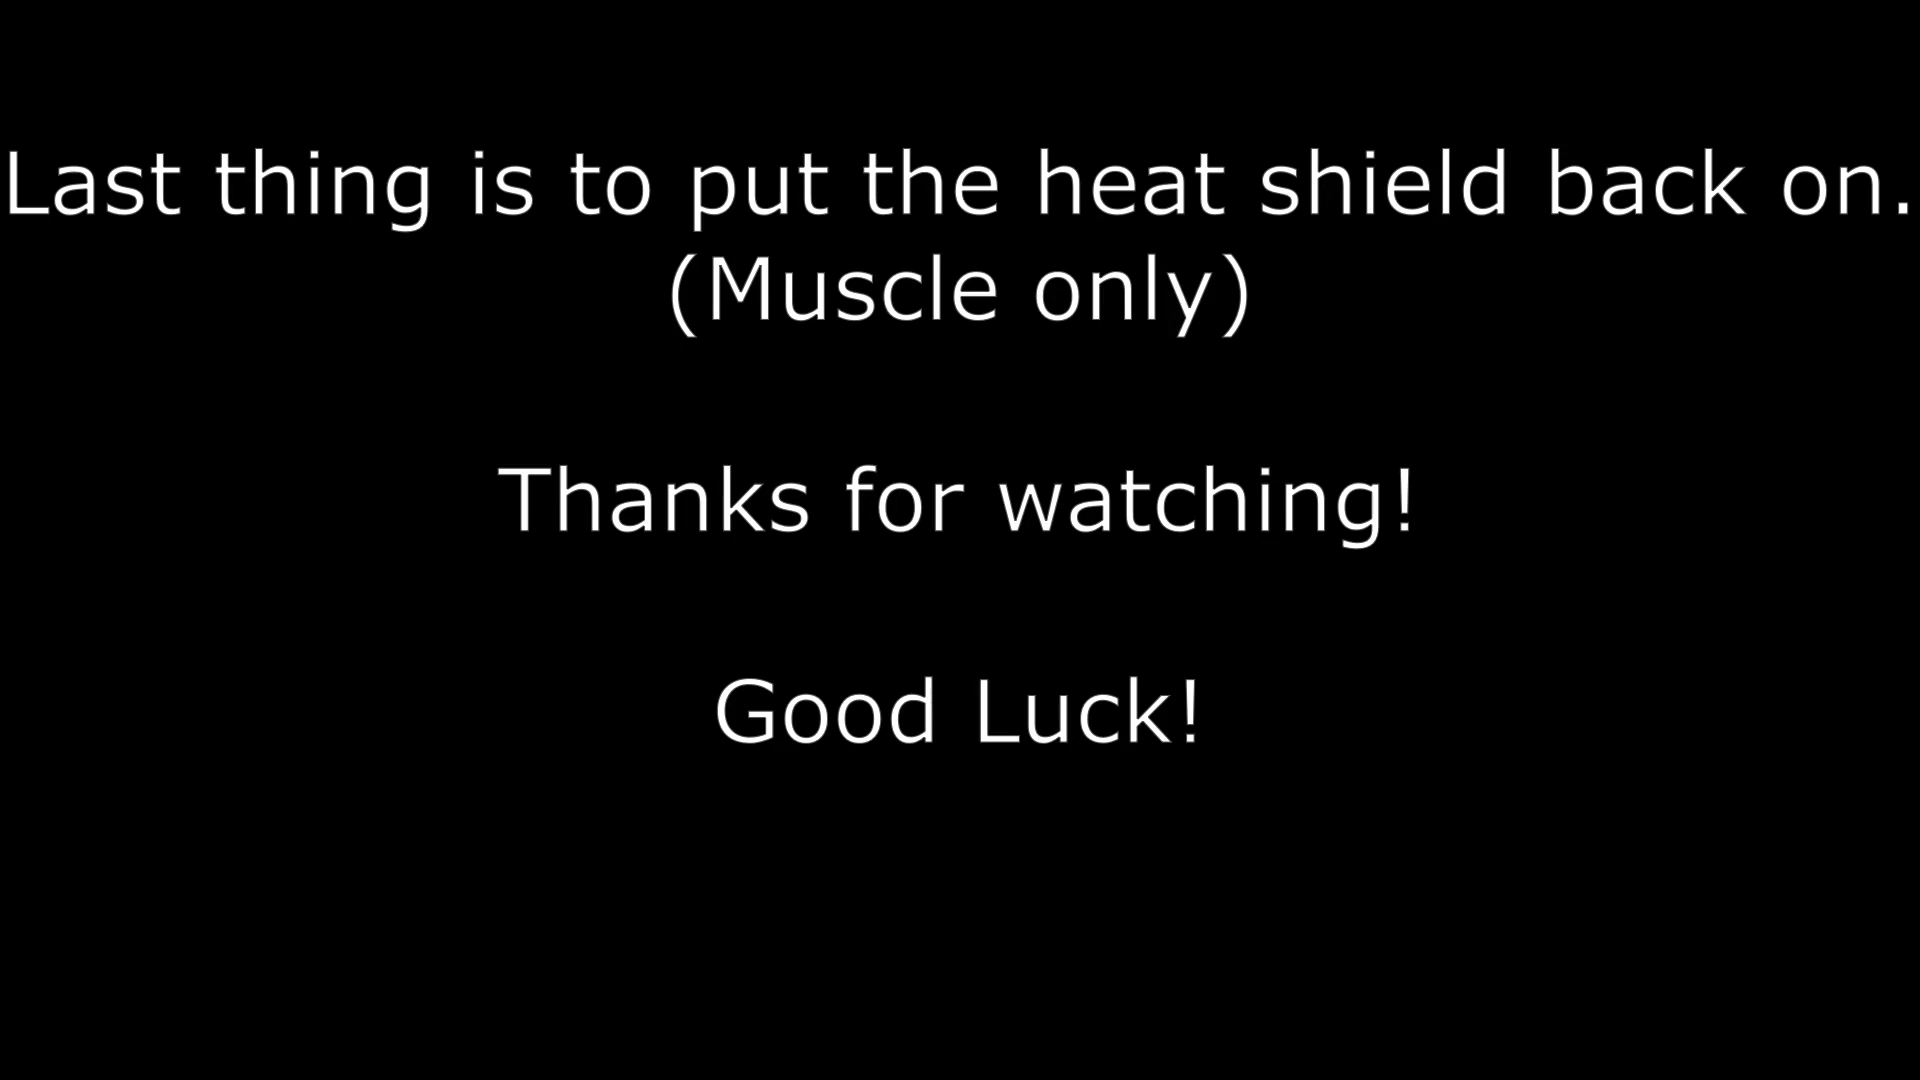 Last thing is to put the heat shield back on.
(Muscle only)
Thanks for watching!
Good Luck!